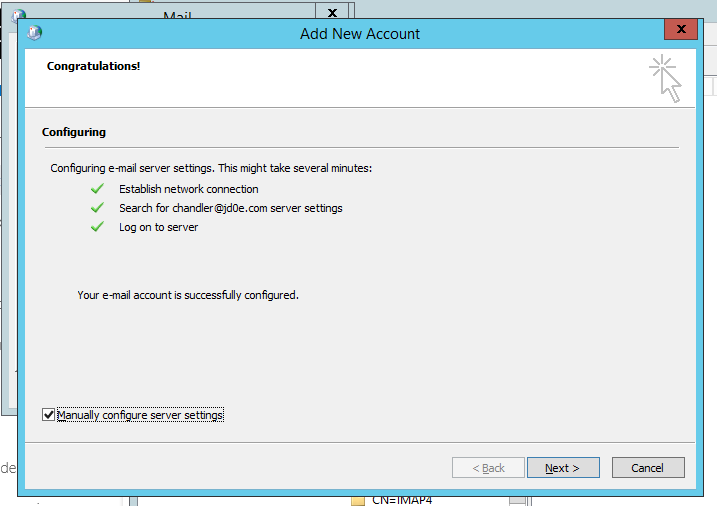 Mail
x
Add New Account
x
Congratulations!
Configuring
Configuring e-mail server settings. This might take several minutes:
Establish network connection
Search for chandler@jd0e.com server settings
Log on to server
Your e-mail account is successfully configured.
Manually configure server settings
de
< Back
Next >
Cancel
CN=IMAP4